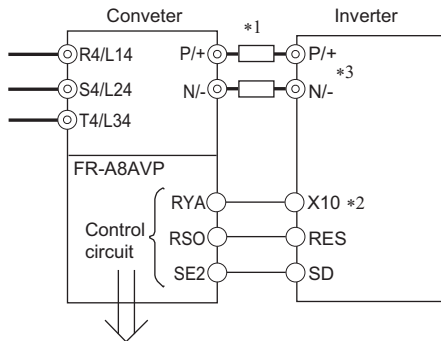 Conveter
Inverter
*1
R4/L14
P/+
P/+
*3
S4/L24
N/-
N/-
T4/L34
FR-A8AVP
RYA
X10 *2
Control
circuit
RSO
RES
SE2
SD